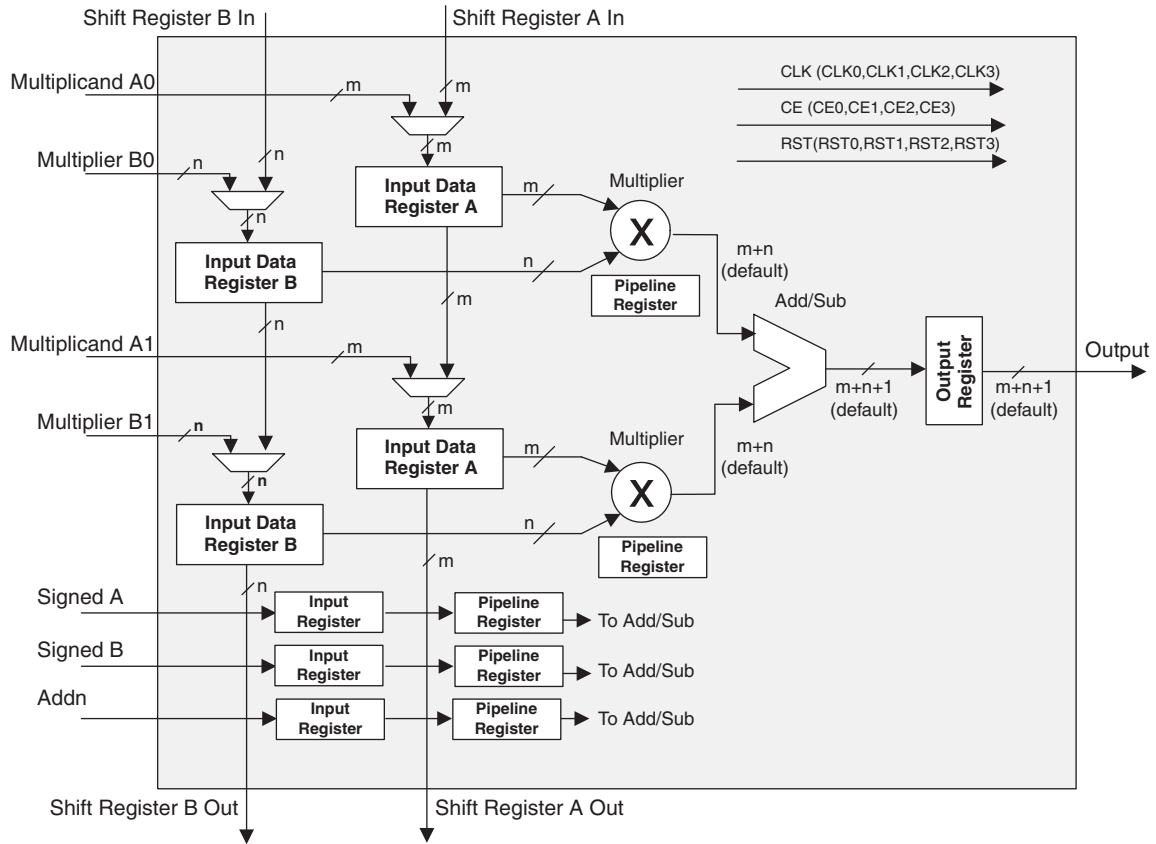 Shift Register B In
Shift Register A In
Multiplicand A0
m
m
CLK (CLK0,CLK1,CLK2,CLK3)
CE (CE0,CE1,CE2,CE3)
RST(RST0,RST1,RST2,RST3)
m
Multiplier B0
n
n
n
Input Data
Register A
m
Multiplier
X
Input Data
Register B
n
m+n
(default)
Pipeline
Register
m
n
Add/Sub
Multiplicand A1
m
m
Output
Register
Output
m+n+1
(default)
m+n+1
(default)
Multiplier B1
n
n
Input Data
Register A
m
Multiplier
X
m+n
(default)
Input Data
Register B
n
Pipeline
Register
m
n
Signed A
Input
Register
Pipeline
Register
To Add/Sub
Signed B
Input
Register
Pipeline
Register
To Add/Sub
Addn
Input
Register
Pipeline
Register
To Add/Sub
Shift Register B Out
Shift Register A Out